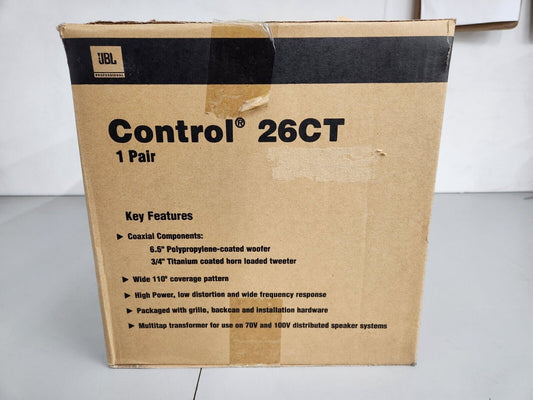 JBL
PROFESSIONAL
Control® 26CT
1 Pair
Key Features
► Coaxial Components:
6.5" Polypropylene-coated woofer
3/4" Titanium coated horn loaded tweeter
► Wide 110° coverage pattern
► High Power, low distortion and wide frequency response
► Packaged with grille, backcan and installation hardware
► Multitap transformer for use on 70V and 100V distributed speaker systems